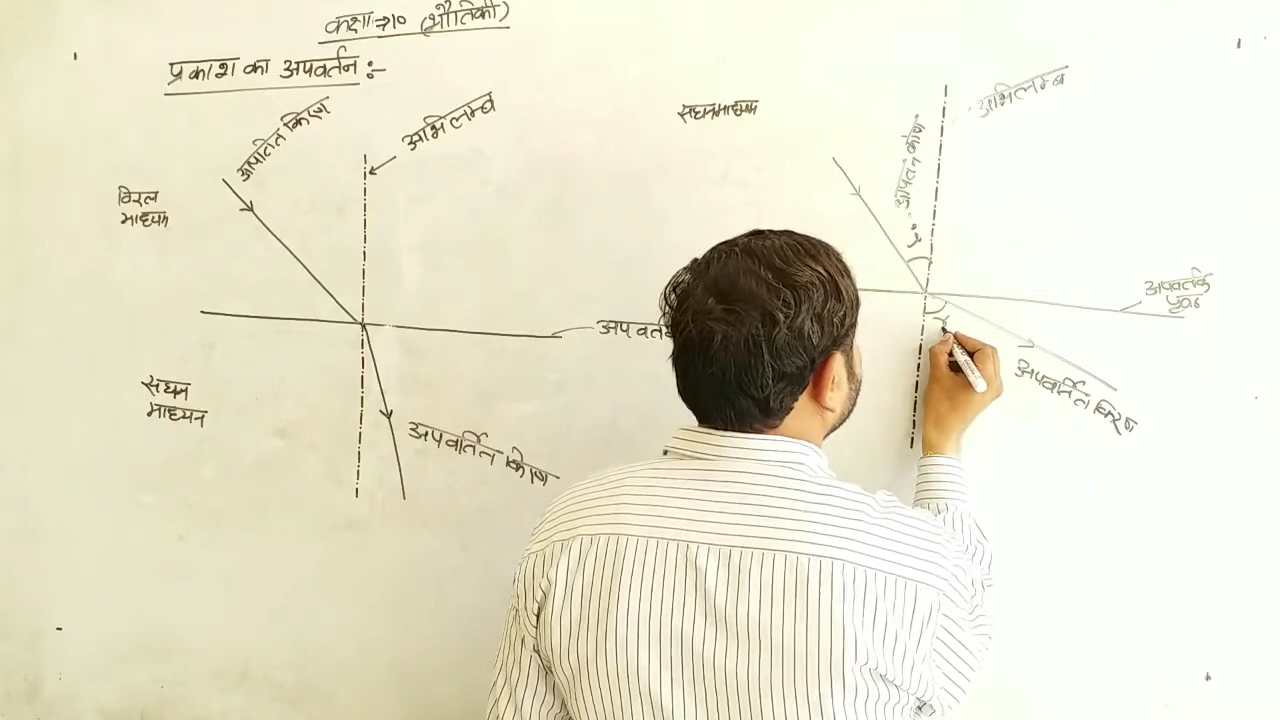 कक्षा⇒10 (भौतिकी)
प्रकाश का अपवर्तन :-
आपतित किरण
अभिलम्ब
विरल
माध्यम
सघन
माध्यम
अपवर्तित किरण
सघन माध्यम
आपतन कोण
अभिलम्ब
अपवर्तक
पृष्ठ
अपवर्तित किरण